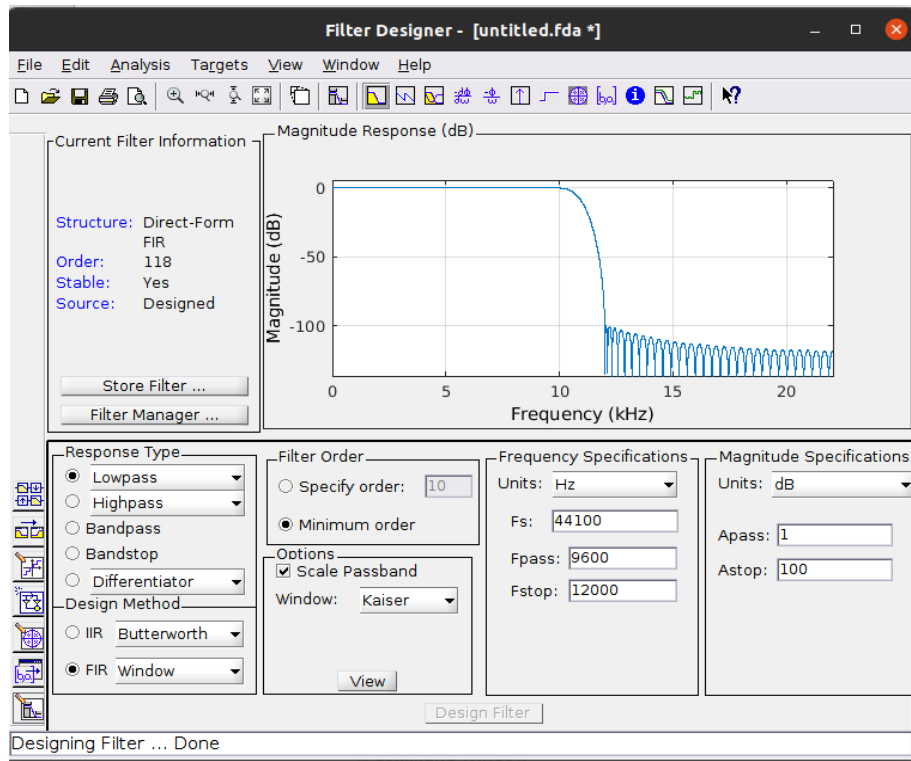 Filter Designer - [untitled.fda *]
File Edit Analysis Targets View Window Help
Current Filter Information
Structure: Direct-Form
FIR
Order: 118
Stable: Yes
Source: Designed
Store Filter ...
Filter Manager ...
Magnitude Response (dB)
Magnitude (dB)
0
-50
-100
0 5 10 15 20
Frequency (kHz)
Response Type
Lowpass
Highpass
Bandpass
Bandstop
Differentiator
Design Method
IIR Butterworth
FIR Window
Filter Order
Specify order: 10
Minimum order
Options
Scale Passband
Window: Kaiser
View
Frequency Specifications
Units: Hz
Fs: 44100
Fpass: 9600
Fstop: 12000
Magnitude Specifications
Units: dB
Apass: 1
Astop: 100
Design Filter
Designing Filter ... Done